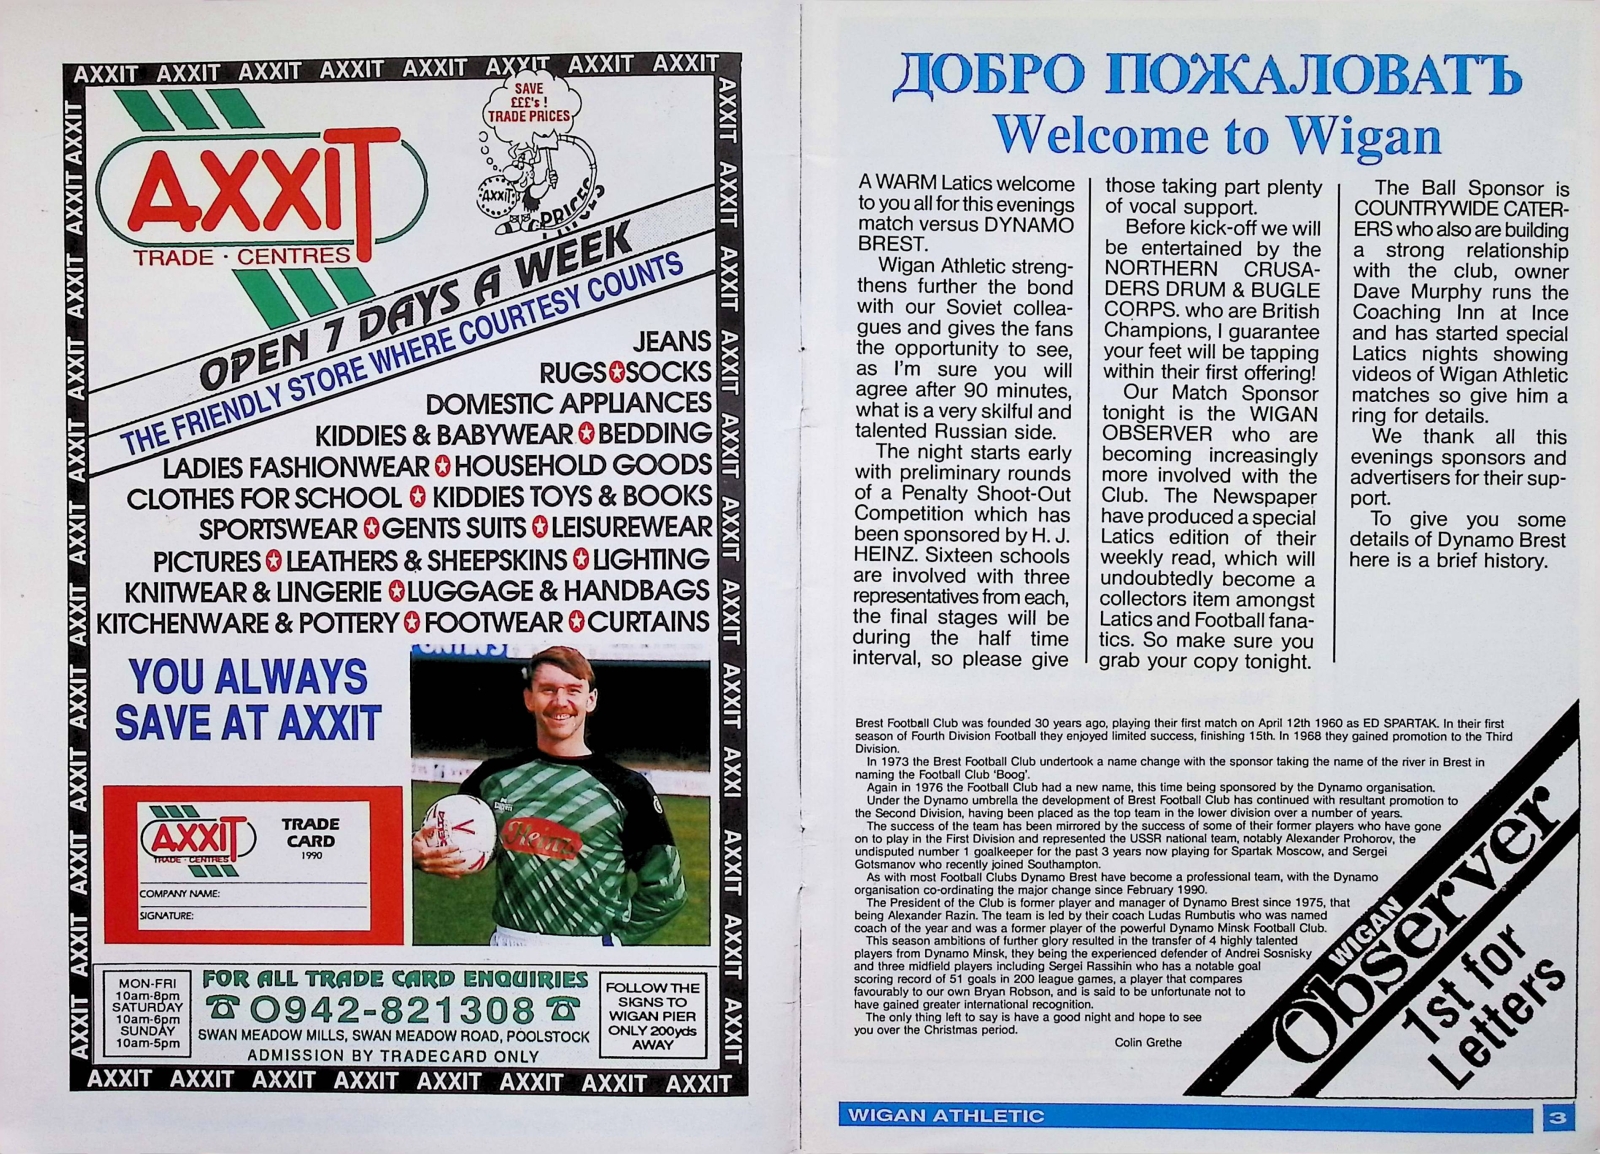 AXXIT AXXIT AXXIT AXXIT AXXIT AXXIT AXXIT AXXIT
SAVE
£££'s !
TRADE PRICES
AXXIT
AXXIT
PRICES
TRADE · CENTRES
OPEN 7 DAYS A WEEK
THE FRIENDLY STORE WHERE COURTESY COUNTS
JEANS
RUGS SOCKS
DOMESTIC APPLIANCES
KIDDIES & BABYWEAR BEDDING
LADIES FASHIONWEAR HOUSEHOLD GOODS
CLOTHES FOR SCHOOL KIDDIES TOYS & BOOKS
SPORTSWEAR GENTS SUITS LEISUREWEAR
PICTURES LEATHERS & SHEEPSKINS LIGHTING
KNITWEAR & LINGERIE LUGGAGE & HANDBAGS
KITCHENWARE & POTTERY FOOTWEAR CURTAINS
YOU ALWAYS
SAVE AT AXXIT
Heinz
AXXIT
TRADE · CENTRES
TRADE
CARD
1990
COMPANY NAME:
SIGNATURE:
MON-FRI
10am-8pm
SATURDAY
10am-6pm
SUNDAY
10am-5pm
FOR ALL TRADE CARD ENQUIRIES
☎ 0942-821308 ☎
SWAN MEADOW MILLS, SWAN MEADOW ROAD, POOLSTOCK
ADMISSION BY TRADECARD ONLY
FOLLOW THE
SIGNS TO
WIGAN PIER
ONLY 200yds
AWAY
AXXIT AXXIT AXXIT AXXIT AXXIT AXXIT AXXIT AXXIT
ДОБРО ПОЖАЛОВАТЪ
Welcome to Wigan
A WARM Latics welcome
to you all for this evenings
match versus DYNAMO
BREST.
Wigan Athletic streng-
thens further the bond
with our Soviet collea-
gues and gives the fans
the opportunity to see,
as I'm sure you will
agree after 90 minutes,
what is a very skilful and
talented Russian side.
The night starts early
with preliminary rounds
of a Penalty Shoot-Out
Competition which has
been sponsored by H. J.
HEINZ. Sixteen schools
are involved with three
representatives from each,
the final stages will be
during the half time
interval, so please give
those taking part plenty
of vocal support.
Before kick-off we will
be entertained by the
NORTHERN CRUSA-
DERS DRUM & BUGLE
CORPS. who are British
Champions, I guarantee
your feet will be tapping
within their first offering!
Our Match Sponsor
tonight is the WIGAN
OBSERVER who are
becoming increasingly
more involved with the
Club. The Newspaper
have produced a special
Latics edition of their
weekly read, which will
undoubtedly become a
collectors item amongst
Latics and Football fana-
tics. So make sure you
grab your copy tonight.
The Ball Sponsor is
COUNTRYWIDE CATER-
ERS who also are building
a strong relationship
with the club, owner
Dave Murphy runs the
Coaching Inn at Ince
and has started special
Latics nights showing
videos of Wigan Athletic
matches so give him a
ring for details.
We thank all this
evenings sponsors and
advertisers for their sup-
port.
To give you some
details of Dynamo Brest
here is a brief history.
Brest Football Club was founded 30 years ago, playing their first match on April 12th 1960 as ED SPARTAK. In their first
season of Fourth Division Football they enjoyed limited success, finishing 15th. In 1968 they gained promotion to the Third
Division.
In 1973 the Brest Football Club undertook a name change with the sponsor taking the name of the river in Brest in
naming the Football Club 'Boog'.
Again in 1976 the Football Club had a new name, this time being sponsored by the Dynamo organisation.
Under the Dynamo umbrella the development of Brest Football Club has continued with resultant promotion to
the Second Division, having been placed as the top team in the lower division over a number of years.
The success of the team has been mirrored by the success of some of their former players who have gone
on to play in the First Division and represented the USSR national team, notably Alexander Prohorov, the
undisputed number 1 goalkeeper for the past 3 years now playing for Spartak Moscow, and Sergei
Gotsmanov who recently joined Southampton.
As with most Football Clubs Dynamo Brest have become a professional team, with the Dynamo
organisation co-ordinating the major change since February 1990.
The President of the Club is former player and manager of Dynamo Brest since 1975, that
being Alexander Razin. The team is led by their coach Ludas Rumbutis who was named
coach of the year and was a former player of the powerful Dynamo Minsk Football Club.
This season ambitions of further glory resulted in the transfer of 4 highly talented
players from Dynamo Minsk, they being the experienced defender of Andrei Sosnisky
and three midfield players including Sergei Rassihin who has a notable goal
scoring record of 51 goals in 200 league games, a player that compares
favourably to our own Bryan Robson, and is said to be unfortunate not to
have gained greater international recognition.
The only thing left to say is have a good night and hope to see
you over the Christmas period.
Colin Grethe
WIGAN
Observer
1st for
Letters
WIGAN ATHLETIC
3